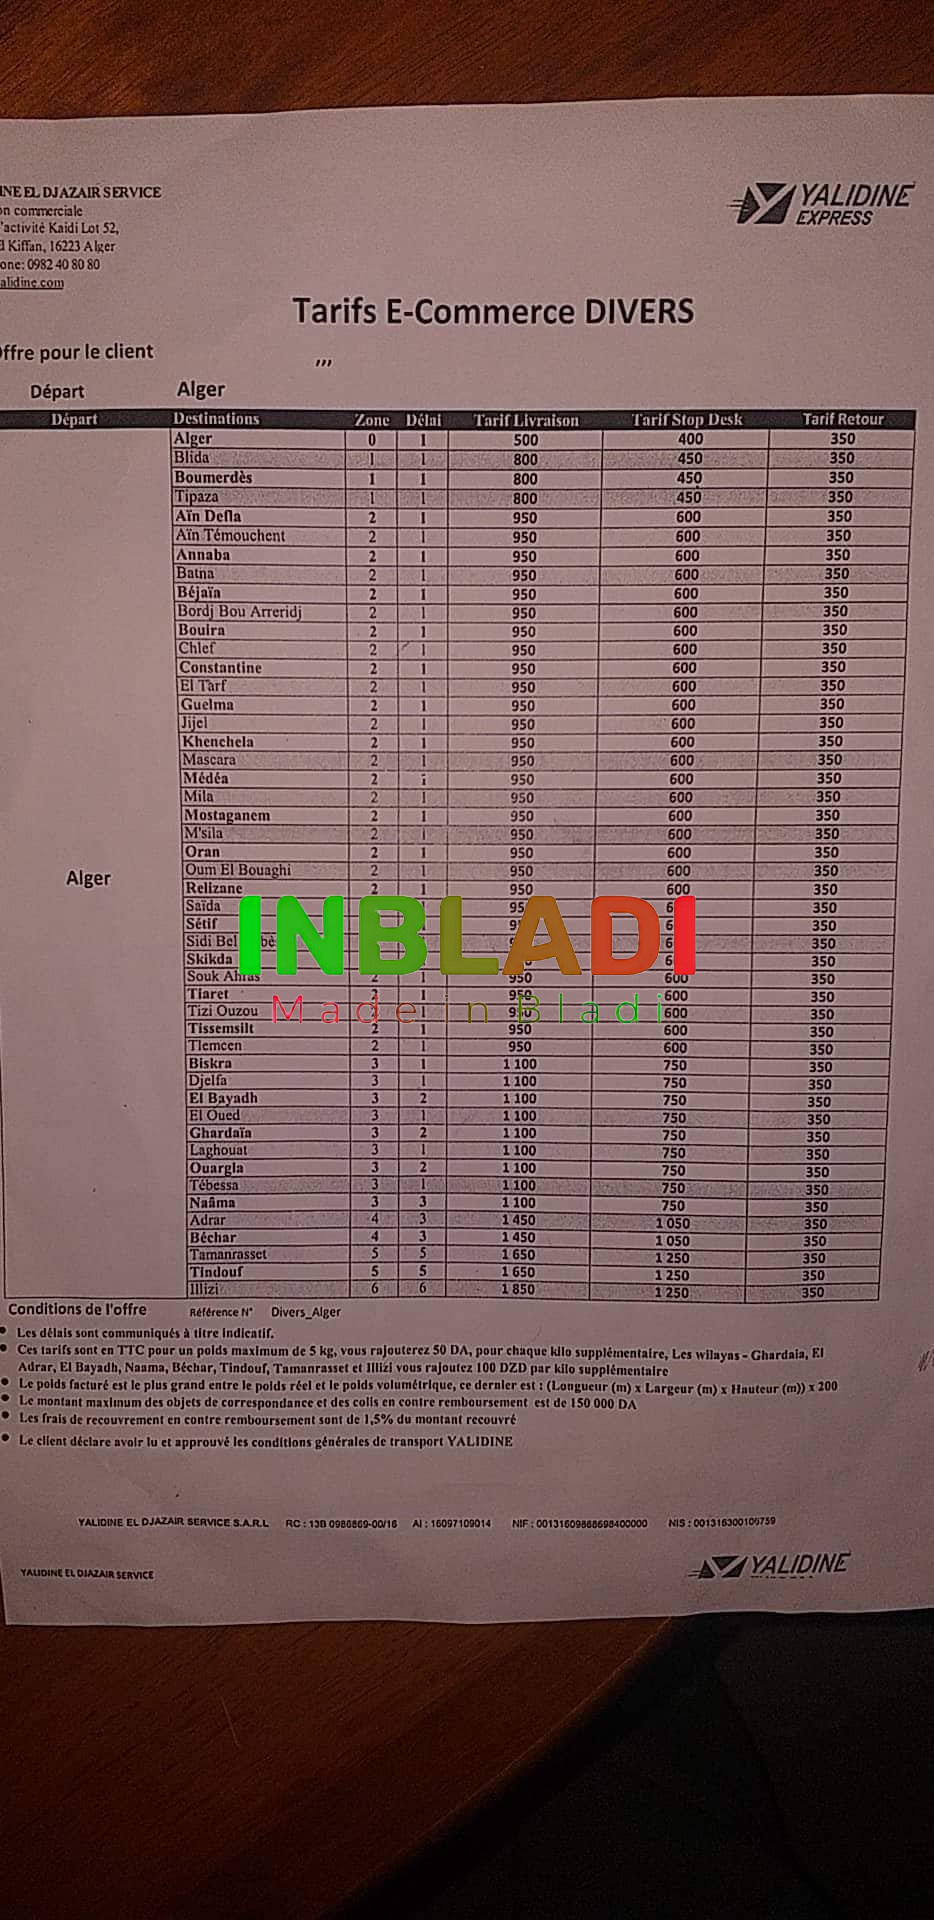 INE EL DJAZAIR SERVICE
on commerciale
'activité Kaidi Lot 52,
l Kiffan, 16223 Alger
one: 0982 40 80 80
alidine.com
YALIDINE
EXPRESS
Tarifs E-Commerce DIVERS
Offre pour le client
,,,
Départ Alger
Départ Destinations Zone Délai Tarif Livraison Tarif Stop Desk Tarif Retour
Alger 0 1 500 400 350
Blida 1 1 800 450 350
Boumerdès 1 1 800 450 350
Tipaza 1 1 800 450 350
Aïn Defla 2 1 950 600 350
Aïn Témouchent 2 1 950 600 350
Annaba 2 1 950 600 350
Batna 2 1 950 600 350
Béjaïa 2 1 950 600 350
Bordj Bou Arreridj 2 1 950 600 350
Bouira 2 1 950 600 350
Chlef 2 1 950 600 350
Constantine 2 1 950 600 350
El Tarf 2 1 950 600 350
Guelma 2 1 950 600 350
Jijel 2 1 950 600 350
Khenchela 2 1 950 600 350
Mascara 2 1 950 600 350
Médéa 2 1 950 600 350
Mila 2 1 950 600 350
Mostaganem 2 1 950 600 350
M'sila 2 1 950 600 350
Oran 2 1 950 600 350
Alger
Oum El Bouaghi 2 1 950 600 350
Relizane 2 1 950 600 350
Saïda 95 6 350
Sétif 9 6 350
Sidi Bel 6 350
Skikda 6 350
INBLADI
Souk Ahras 2 1 950 600 350
Tiaret 2 1 950 600 350
Made in Bladi
Tizi Ouzou 2 1 950 600 350
Tissemsilt 2 1 950 600 350
Tlemcen 2 1 950 600 350
Biskra 3 1 1 100 750 350
Djelfa 3 1 1 100 750 350
El Bayadh 3 2 1 100 750 350
El Oued 3 1 1 100 750 350
Ghardaïa 3 2 1 100 750 350
Laghouat 3 1 1 100 750 350
Ouargla 3 2 1 100 750 350
Tébessa 3 1 1 100 750 350
Naâma 3 3 1 100 750 350
Adrar 4 3 1 450 1 050 350
Béchar 4 3 1 450 1 050 350
Tamanrasset 5 5 1 650 1 250 350
Tindouf 5 5 1 650 1 250 350
Illizi 6 6 1 850 1 250 350
Conditions de l'offre Référence N° Divers_Alger
• Les délais sont communiqués à titre indicatif.
• Ces tarifs sont en TTC pour un poids maximum de 5 kg, vous rajouterez 50 DA, pour chaque kilo supplémentaire, Les wilayas - Ghardaia, El
Adrar, El Bayadh, Naama, Béchar, Tindouf, Tamanrasset et Illizi vous rajoutez 100 DZD par kilo supplémentaire
• Le poids facturé est le plus grand entre le poids réel et le poids volumétrique, ce dernier est : (Longueur (m) x Largeur (m) x Hauteur (m)) x 200
• Le montant maximum des objets de correspondance et des colis en contre remboursement est de 150 000 DA
• Les frais de recouvrement en contre remboursement sont de 1,5% du montant recouvré
• Le client déclare avoir lu et approuvé les conditions générales de transport YALIDINE
YALIDINE EL DJAZAIR SERVICE S.A.R.L RC : 13B 0986869-00/16 AI : 16097109014 NIF : 00131609868698400000 NIS : 001316300106759
YALIDINE EL DJAZAIR SERVICE
YALIDINE